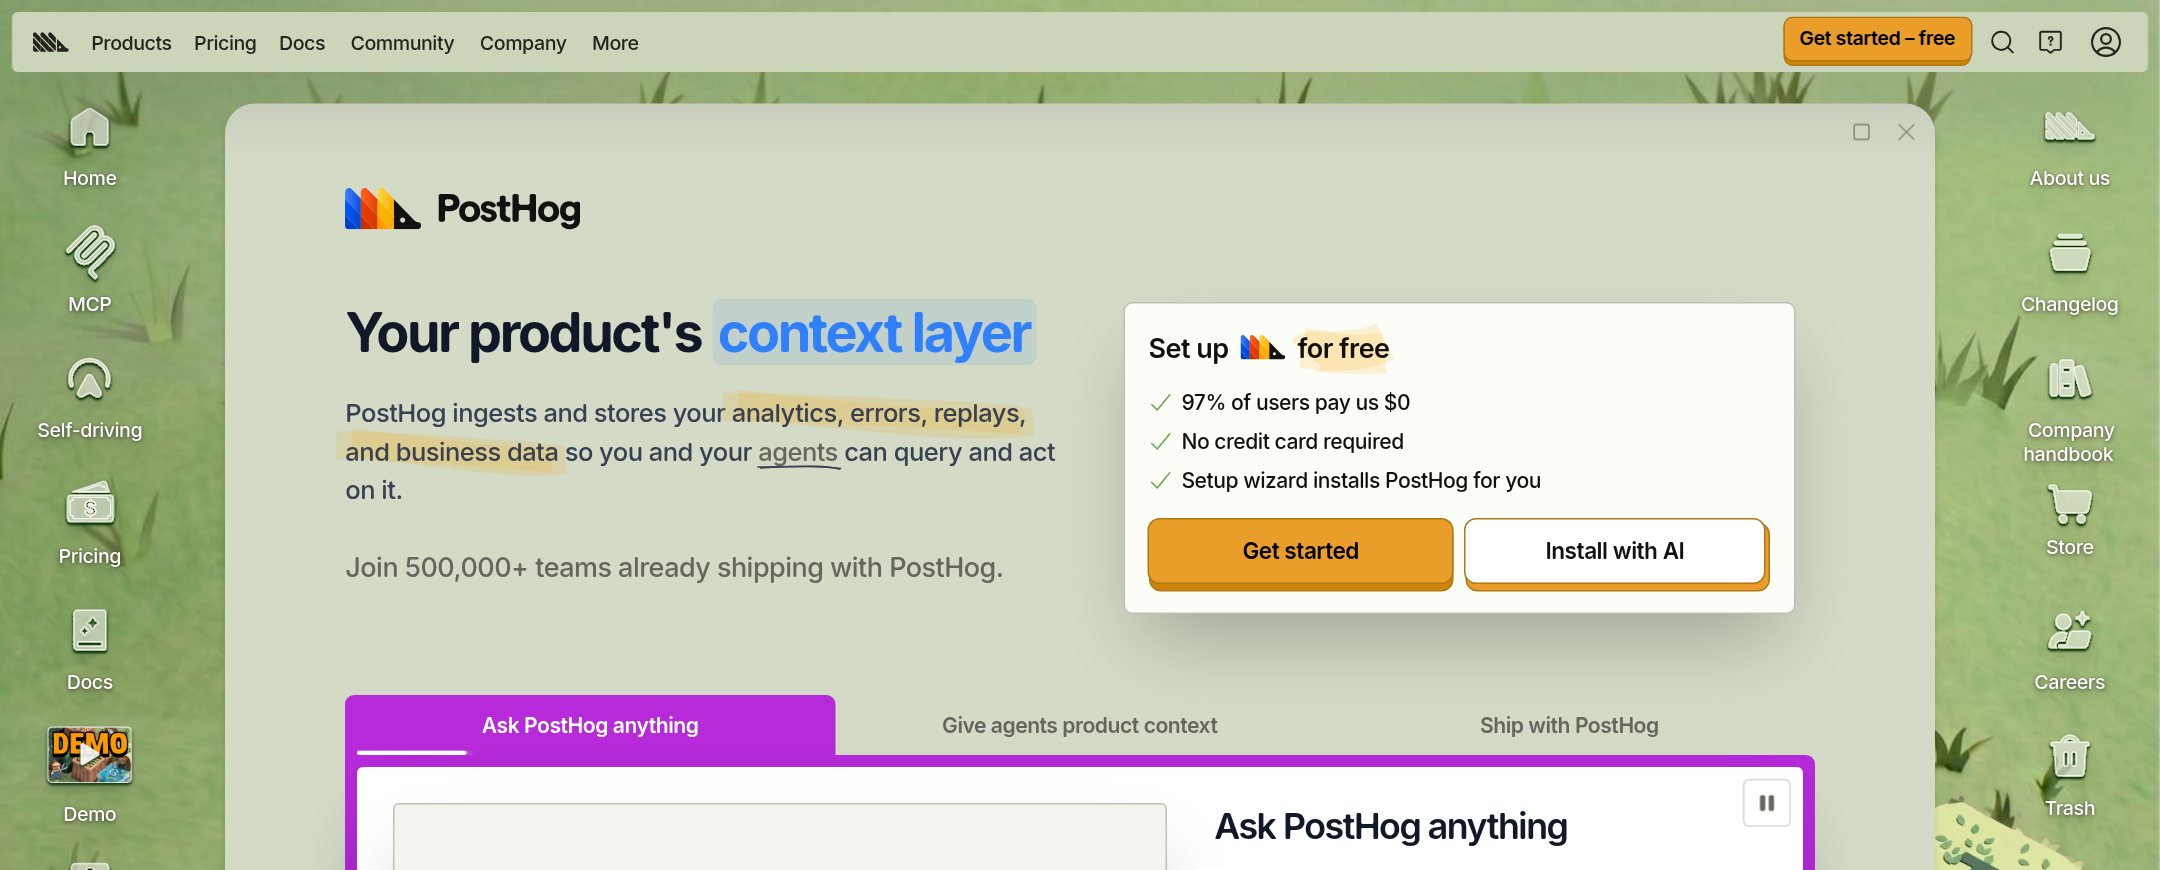 Products Pricing Docs Community Company More
Get started – free
Home
MCP
Self-driving
Pricing
Docs
DEMO
Demo
PostHog
Your product's context layer
PostHog ingests and stores your analytics, errors, replays,
and business data so you and your agents can query and act
on it.
Join 500,000+ teams already shipping with PostHog.
Set up for free
97% of users pay us $0
No credit card required
Setup wizard installs PostHog for you
Get started
Install with AI
Ask PostHog anything
Give agents product context
Ship with PostHog
Ask PostHog anything
About us
Changelog
Company
handbook
Store
Careers
Trash